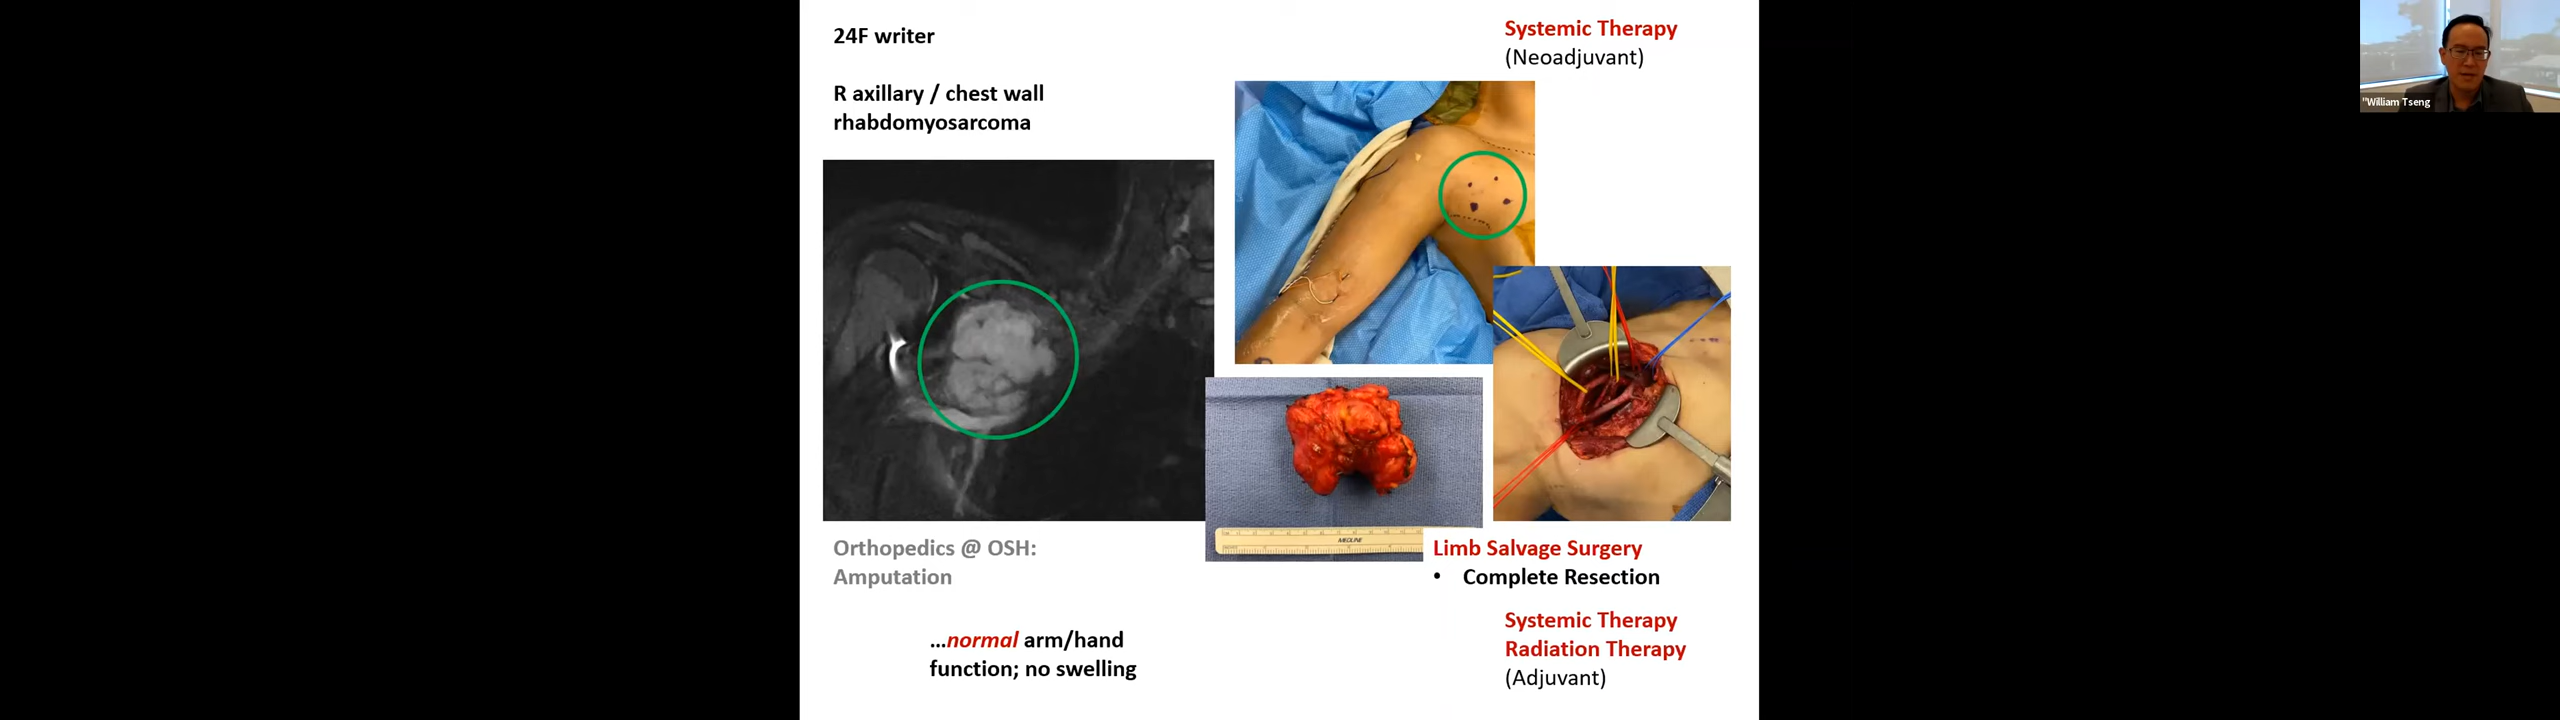 24F writer
R axillary / chest wall
rhabdomyosarcoma
Systemic Therapy
(Neoadjuvant)
"William Tseng
MEDLINE
Orthopedics @ OSH:
Amputation
Limb Salvage Surgery
• Complete Resection
...normal arm/hand
function; no swelling
Systemic Therapy
Radiation Therapy
(Adjuvant)